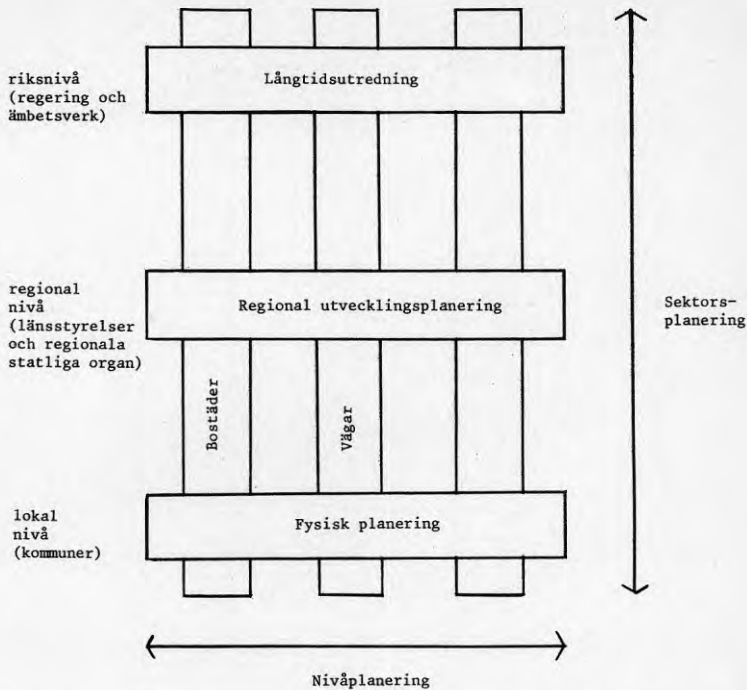 riksnivå
(regering och
ämbetsverk)
Långtidsutredning
regional
nivå
(länsstyrelser
och regionala
statliga organ)
Regional utvecklingsplanering
Sektors-
planering
Bostäder
Vägar
lokal
nivå
(kommuner)
Fysisk planering
Nivåplanering